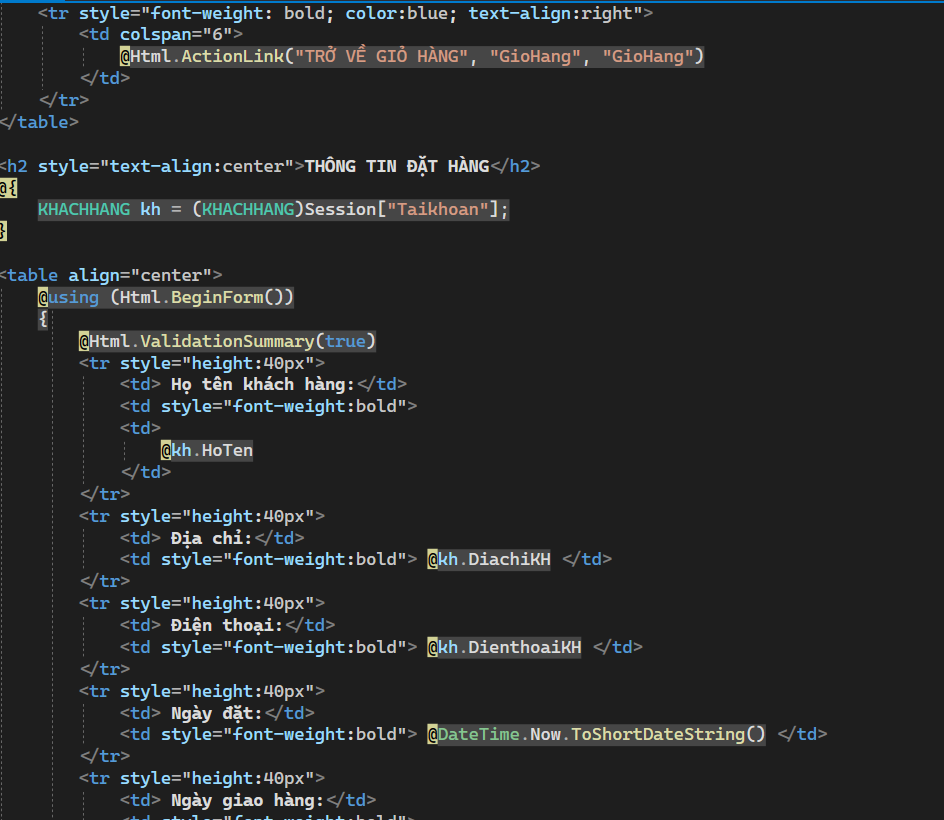 <tr style="font-weight: bold; color:blue; text-align:right">
<td colspan="6">
@Html.ActionLink("TRỞ VỀ GIỎ HÀNG", "GioHang", "GioHang")
</td>
</tr>
</table>
<h2 style="text-align:center">THÔNG TIN ĐẶT HÀNG</h2>
@{
KHACHHANG kh = (KHACHHANG)Session["Taikhoan"];
}
<table align="center">
@using (Html.BeginForm())
{
@Html.ValidationSummary(true)
<tr style="height:40px">
<td> Họ tên khách hàng:</td>
<td style="font-weight:bold">
<td>
@kh.HoTen
</td>
</tr>
<tr style="height:40px">
<td> Địa chỉ:</td>
<td style="font-weight:bold"> @kh.DiachiKH </td>
</tr>
<tr style="height:40px">
<td> Điện thoại:</td>
<td style="font-weight:bold"> @kh.DienthoaiKH </td>
</tr>
<tr style="height:40px">
<td> Ngày đặt:</td>
<td style="font-weight:bold"> @DateTime.Now.ToShortDateString() </td>
</tr>
<tr style="height:40px">
<td> Ngày giao hàng:</td>
<td style="font-weight:bold">